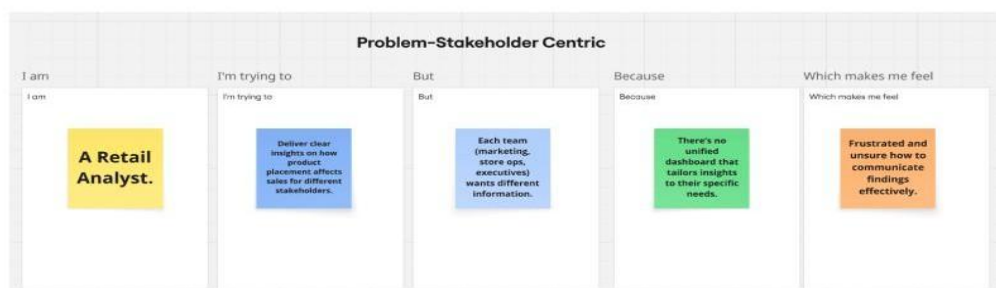 Problem-Stakeholder Centric
I am
I'm trying to
But
Because
Which makes me feel
I am
I'm trying to
But
Because
Which makes me feel
A Retail
Analyst.
Deliver clear
insights on how
product
placement affects
sales for different
stakeholders.
Each team
(marketing,
store ops,
executives)
wants different
information.
There's no
unified
dashboard that
tailors insights
to their specific
needs.
Frustrated and
unsure how to
communicate
findings
effectively.